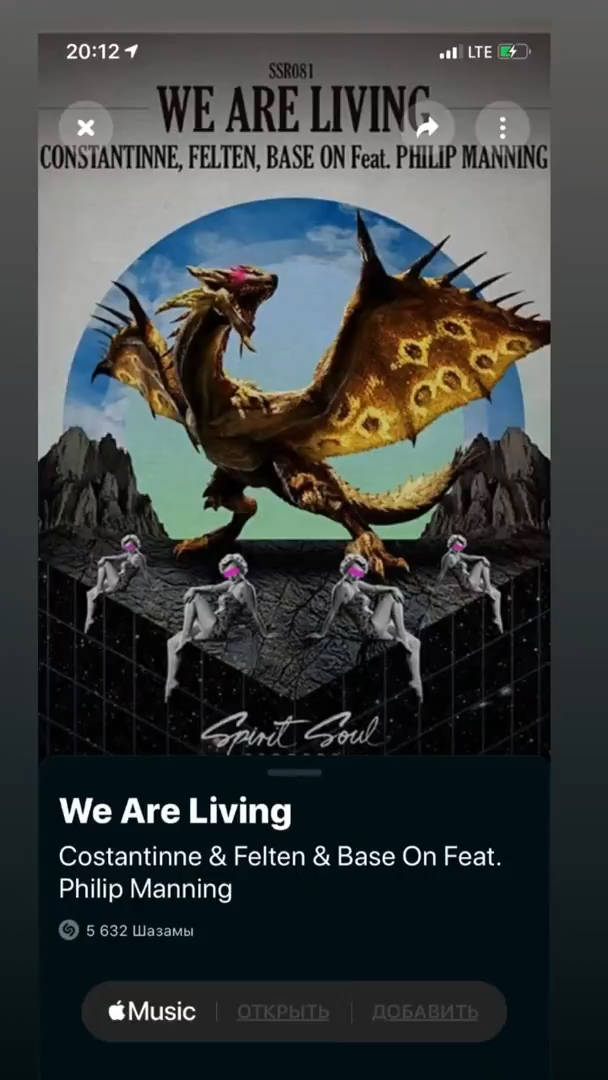 20:12 LTE
SSR081
WE ARE LIVING
CONSTANTINNE, FELTEN, BASE ON Feat. PHILIP MANNING
Spirit Soul
We Are Living
Costantinne & Felten & Base On Feat.
Philip Manning
5 632 Шазамы
Music ОТКРЫТЬ ДОБАВИТЬ